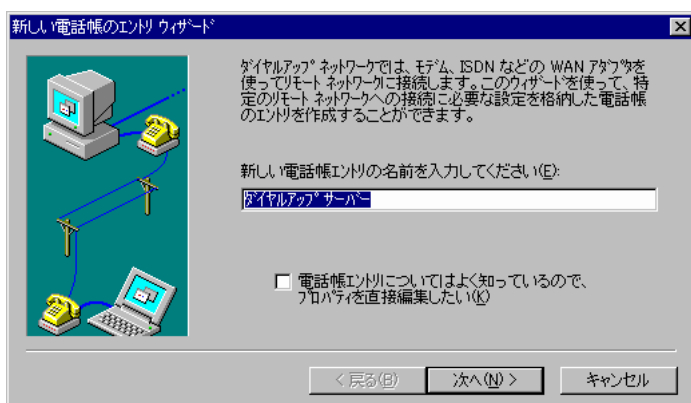 新しい電話帳のエントリ ウィザード
ダイヤルアップ ネットワークでは、モデム、ISDN などの WAN アダプタを
使ってリモート ネットワークに接続します。このウィザードを使って、特
定のリモート ネットワークへの接続に必要な設定を格納した電話帳
のエントリを作成することができます。
新しい電話帳エントリの名前を入力してください(E):
ダイヤルアップ サーバー
電話帳エントリについてはよく知っているので、
プロパティを直接編集したい(K)
< 戻る(B)
次へ(N) >
キャンセル